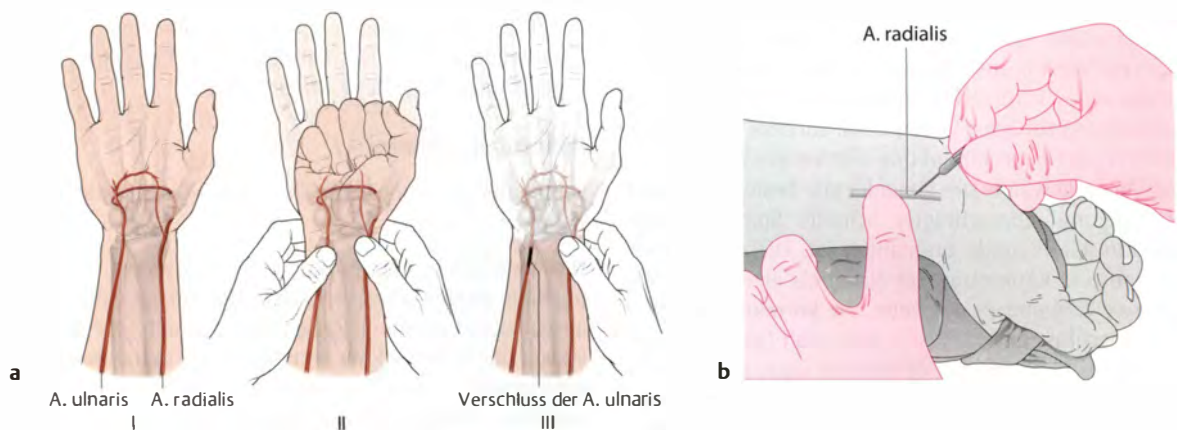 A. radialis
a
b
A. ulnaris A. radialis
Verschluss der A. ulnaris
I
II
III